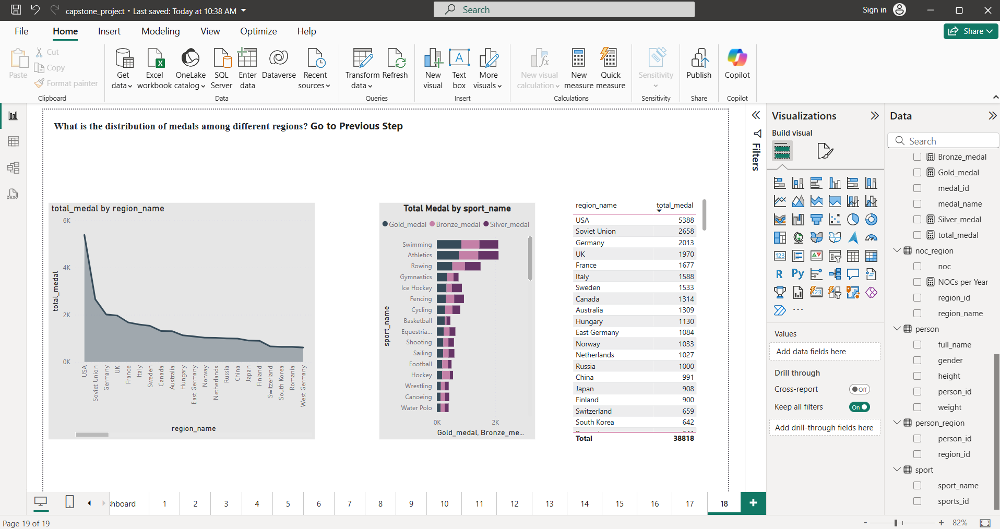 capstone_project • Last saved: Today at 10:38 AM
Search
Sign in
File Home Insert Modeling View Optimize Help
Share
Paste
Cut
Copy
Format painter
Clipboard
Get data
Excel workbook
OneLake catalog
SQL Server
Enter data
Dataverse
Recent sources
Data
Transform data
Refresh
Queries
New visual
Text box
More visuals
Insert
New visual calculation
New measure
Quick measure
Calculations
Sensitivity
Sensitivity
Publish
Share
Copilot
Copilot
What is the distribution of medals among different regions? Go to Previous Step
total_medal by region_name
6K
4K
2K
0K
total_medal
USA
Soviet Union
Germany
UK
France
Italy
Sweden
Canada
Australia
Hungary
East Germany
Norway
Netherlands
Russia
China
Japan
Finland
Switzerland
South Korea
Romania
West Germany
region_name
Total Medal by sport_name
Gold_medal Bronze_medal Silver_medal
sport_name
Swimming
Athletics
Rowing
Gymnastics
Ice Hockey
Fencing
Cycling
Basketball
Equestria...
Shooting
Sailing
Football
Hockey
Wrestling
Canoeing
Water Polo
0K 2K
Gold_medal, Bronze_me...
region_name total_medal
USA 5388
Soviet Union 2658
Germany 2013
UK 1970
France 1677
Italy 1588
Sweden 1533
Canada 1314
Australia 1309
Hungary 1130
East Germany 1084
Norway 1033
Netherlands 1027
Russia 1000
China 991
Japan 908
Finland 900
Switzerland 659
South Korea 642
Total 38818
Filters
Visualizations
Build visual
123
R
Py
123
Values
Add data fields here
Drill through
Cross-report Off
Keep all filters On
Add drill-through fields here
Data
Search
Bronze_medal
Gold_medal
medal_id
medal_name
Silver_medal
total_medal
noc_region
noc
NOCs per Year
region_id
region_name
person
full_name
gender
height
person_id
weight
person_region
person_id
region_id
sport
sport_name
sports_id
DAX
hboard 1 2 3 4 5 6 7 8 9 10 11 12 13 14 15 16 17 18 +
Page 19 of 19
- + 82%